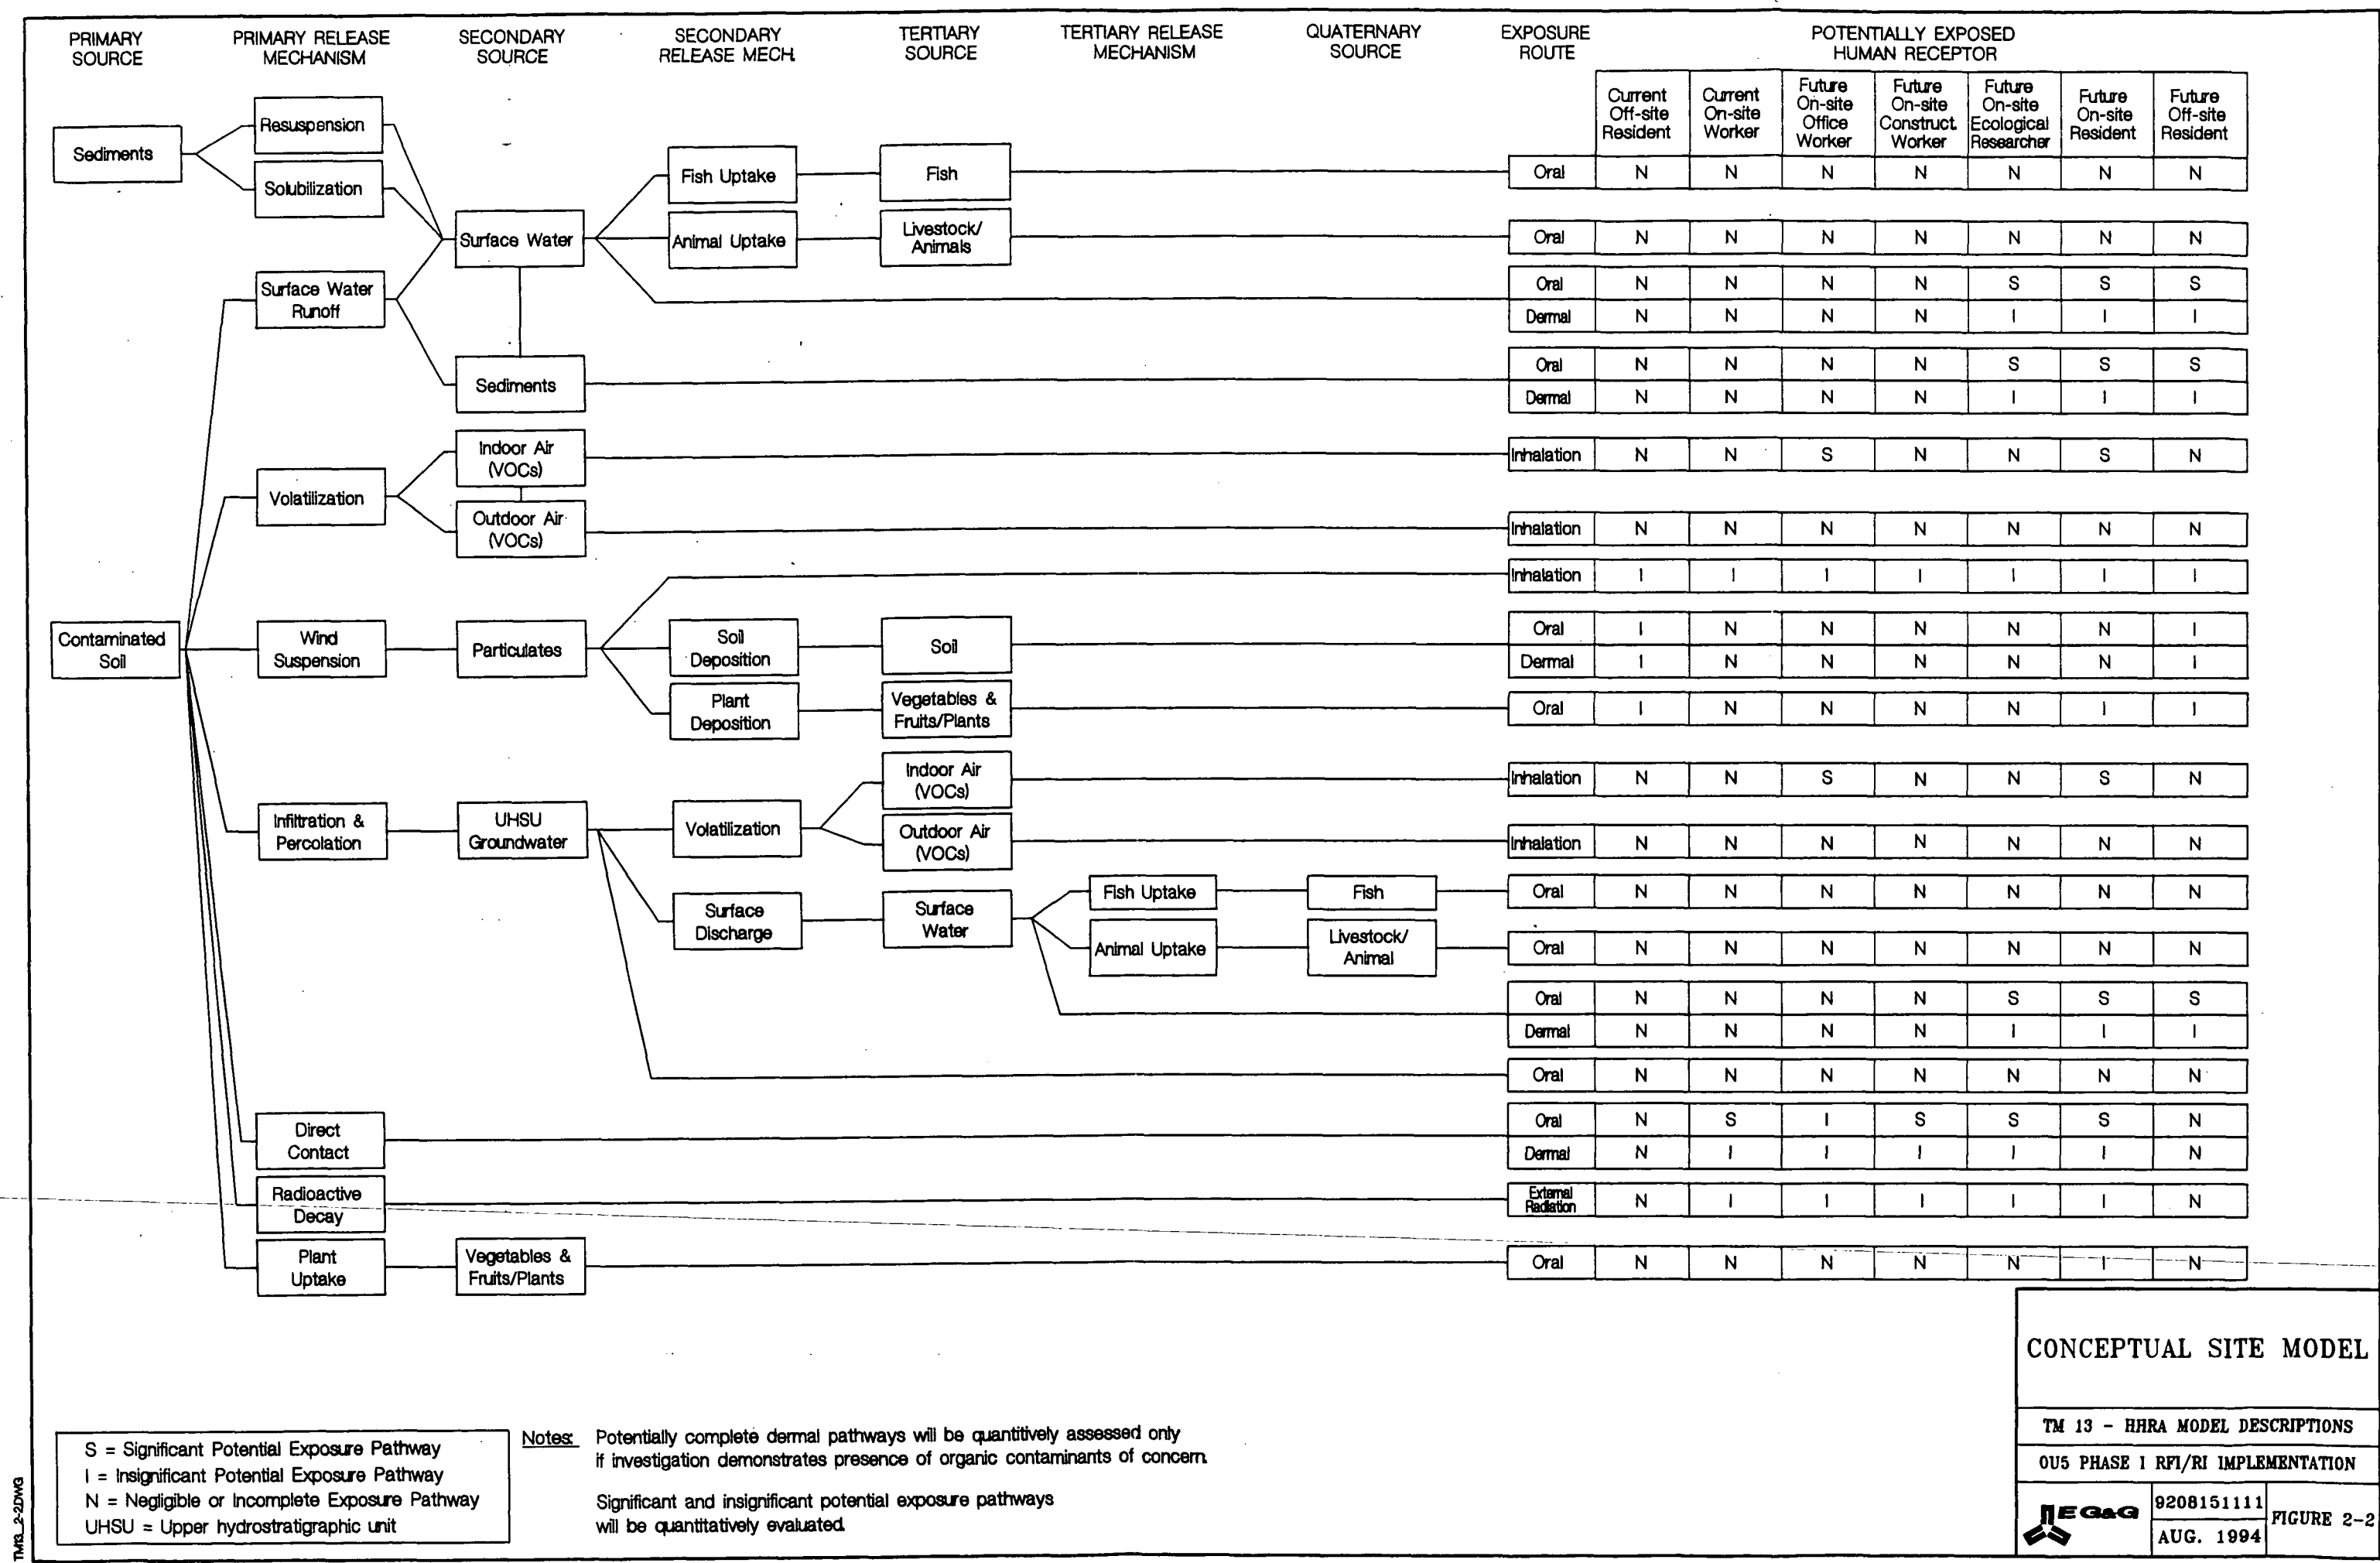 PRIMARY SOURCE
PRIMARY RELEASE MECHANISM
SECONDARY SOURCE
SECONDARY RELEASE MECH.
TERTIARY SOURCE
TERTIARY RELEASE MECHANISM
QUATERNARY SOURCE
EXPOSURE ROUTE
POTENTIALLY EXPOSED
HUMAN RECEPTOR
Current Off-site Resident
Current On-site Worker
Future On-site Office Worker
Future On-site Construct. Worker
Future On-site Ecological Researcher
Future On-site Resident
Future Off-site Resident
Sediments
Resuspension
Solubilization
Surface Water
Fish Uptake
Fish
Oral N N N N N N N
Animal Uptake
Livestock/
Animals
Oral N N N N N N N
Surface Water
Runoff
Oral N N N N S S S
Dermal N N N N I I I
Sediments
Oral N N N N S S S
Dermal N N N N I I I
Volatilization
Indoor Air
(VOCs)
Inhalation N N S N N S N
Outdoor Air
(VOCs)
Inhalation N N N N N N N
Inhalation I I I I I I I
Contaminated
Soil
Wind
Suspension
Particulates
Soil
Deposition
Soil
Oral I N N N N N I
Dermal I N N N N N I
Plant
Deposition
Vegetables &
Fruits/Plants
Oral I N N N N I I
Infiltration &
Percolation
UHSU
Groundwater
Volatilization
Indoor Air
(VOCs)
Inhalation N N S N N S N
Outdoor Air
(VOCs)
Inhalation N N N N N N N
Surface
Discharge
Surface
Water
Fish Uptake
Fish
Oral N N N N N N N
Animal Uptake
Livestock/
Animal
Oral N N N N N N N
Oral N N N N S S S
Dermal N N N N I I I
Oral N N N N N N N
Direct
Contact
Oral N S I S S S N
Dermal N I I I I I N
Radioactive
Decay
External
Radiation N I I I I I N
Plant
Uptake
Vegetables &
Fruits/Plants
Oral N N N N N I N
S = Significant Potential Exposure Pathway
I = Insignificant Potential Exposure Pathway
N = Negligible or Incomplete Exposure Pathway
UHSU = Upper hydrostratigraphic unit
Notes: Potentially complete dermal pathways will be quantitively assessed only
if investigation demonstrates presence of organic contaminants of concern.
Significant and insignificant potential exposure pathways
will be quantitatively evaluated.
CONCEPTUAL SITE MODEL
TM 13 - HHRA MODEL DESCRIPTIONS
OU5 PHASE I RFI/RI IMPLEMENTATION
EG&G
9208151111
AUG. 1994
FIGURE 2-2
TM13_2-2.DWG